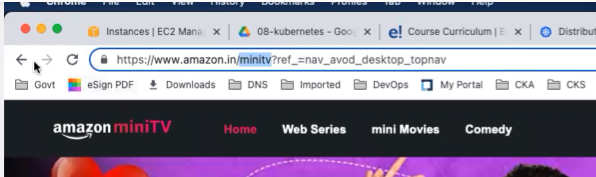 Chrome File Edit View History Bookmarks Profiles Tab Window Help
Instances | EC2 Mana 08-kubernetes - Goog e! Course Curriculum | E Distribut
https://www.amazon.in/minitv?ref_=nav_avod_desktop_topnav
Govt eSign PDF Downloads DNS Imported DevOps My Portal CKA CKS
amazon miniTV Home Web Series mini Movies Comedy